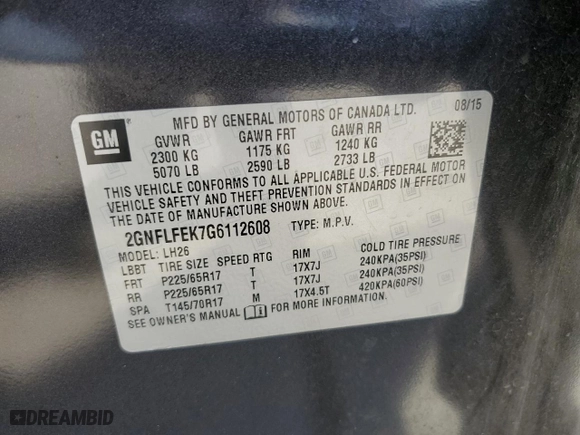 GM
MFD BY GENERAL MOTORS OF CANADA LTD. 08/15
GVWR GAWR FRT GAWR RR
2300 KG 1175 KG 1240 KG
5070 LB 2590 LB 2733 LB
THIS VEHICLE CONFORMS TO ALL APPLICABLE U.S. FEDERAL MOTOR
VEHICLE SAFETY AND THEFT PREVENTION STANDARDS IN EFFECT
ON THE DATE OF MANUFACTURE SHOWN ABOVE.
2GNFLFEK7G6112608 TYPE: M.P.V.
MODEL: LH26
LBBT TIRE SIZE SPEED RTG RIM COLD TIRE PRESSURE
FRT P225/65R17 T 17X7J 240KPA(35PSI)
RR P225/65R17 T 17X7J 240KPA(35PSI)
SPA T145/70R17 M 17X4.5T 420KPA(60PSI)
SEE OWNER'S MANUAL FOR MORE INFORMATION.
DREAMBID